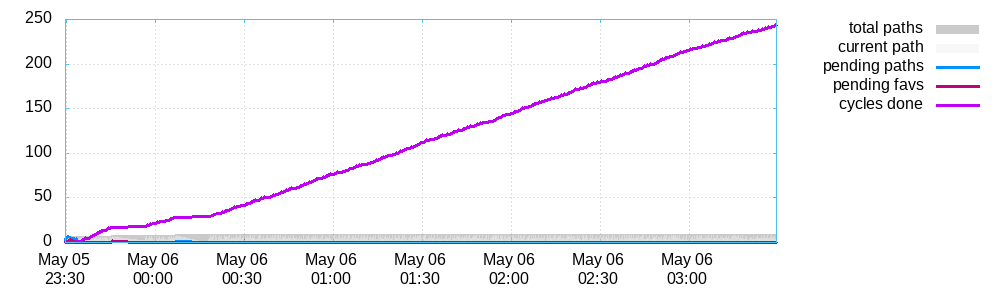 250
200
150
100
50
0
May 05 May 06 May 06 May 06 May 06 May 06 May 06 May 06
23:30 00:00 00:30 01:00 01:30 02:00 02:30 03:00
total paths
current path
pending paths
pending favs
cycles done